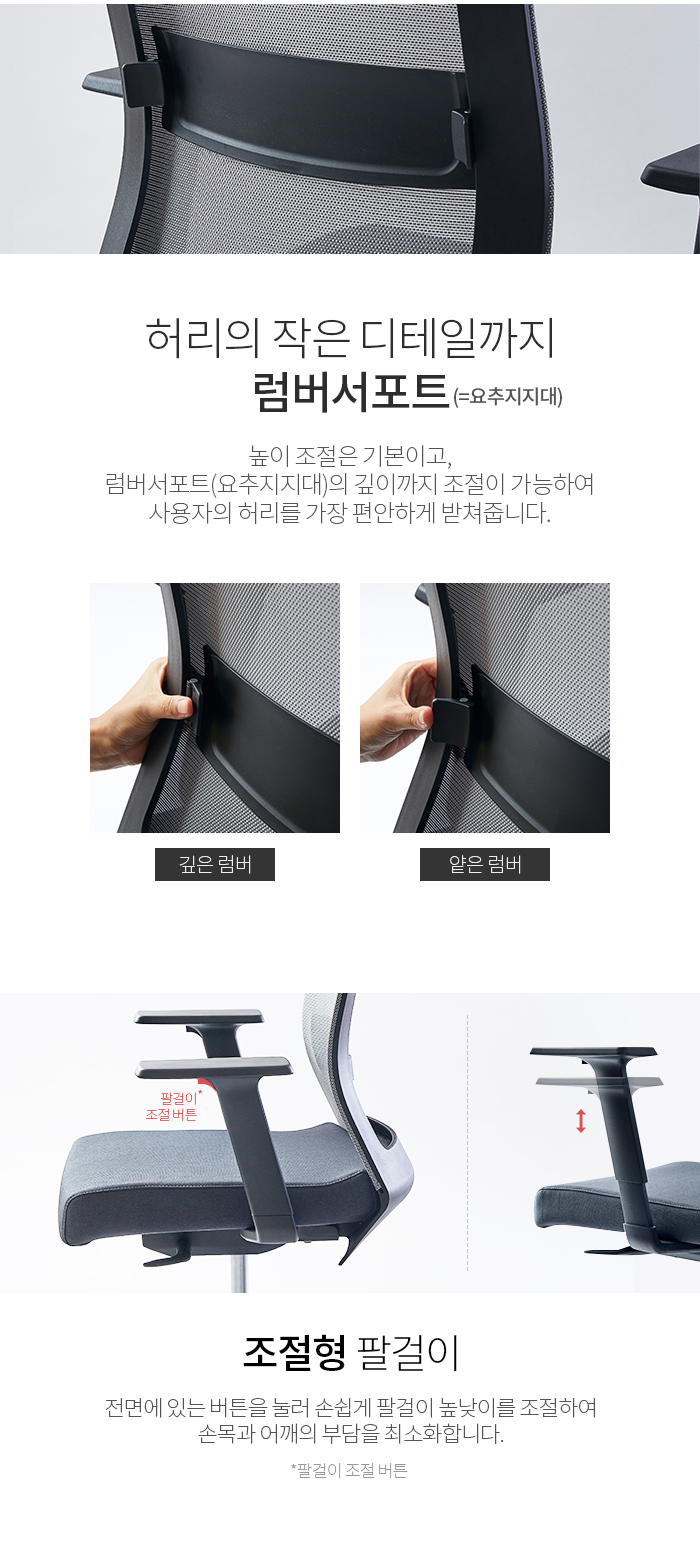 허리의 작은 디테일까지
럼버서포트(=요추지지대)
높이 조절은 기본이고,
럼버서포트(요추지지대)의 깊이까지 조절이 가능하여
사용자의 허리를 가장 편안하게 받쳐줍니다.
깊은 럼버
얕은 럼버
팔걸이*
조절 버튼
조절형 팔걸이
전면에 있는 버튼을 눌러 손쉽게 팔걸이 높낮이를 조절하여
손목과 어깨의 부담을 최소화합니다.
*팔걸이 조절 버튼